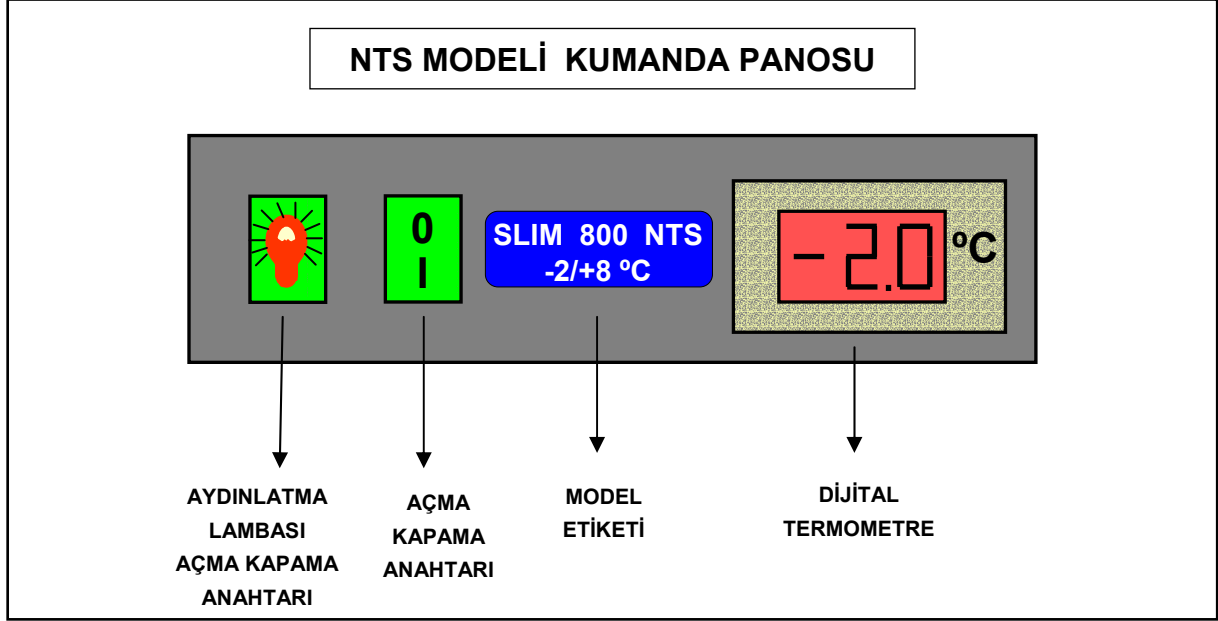 NTS MODELİ KUMANDA PANOSU
0
I
SLIM 800 NTS
-2/+8 ºC
-2.0 ºC
AYDINLATMA
LAMBASI
AÇMA KAPAMA
ANAHTARI
AÇMA
KAPAMA
ANAHTARI
MODEL
ETİKETİ
DİJİTAL
TERMOMETRE